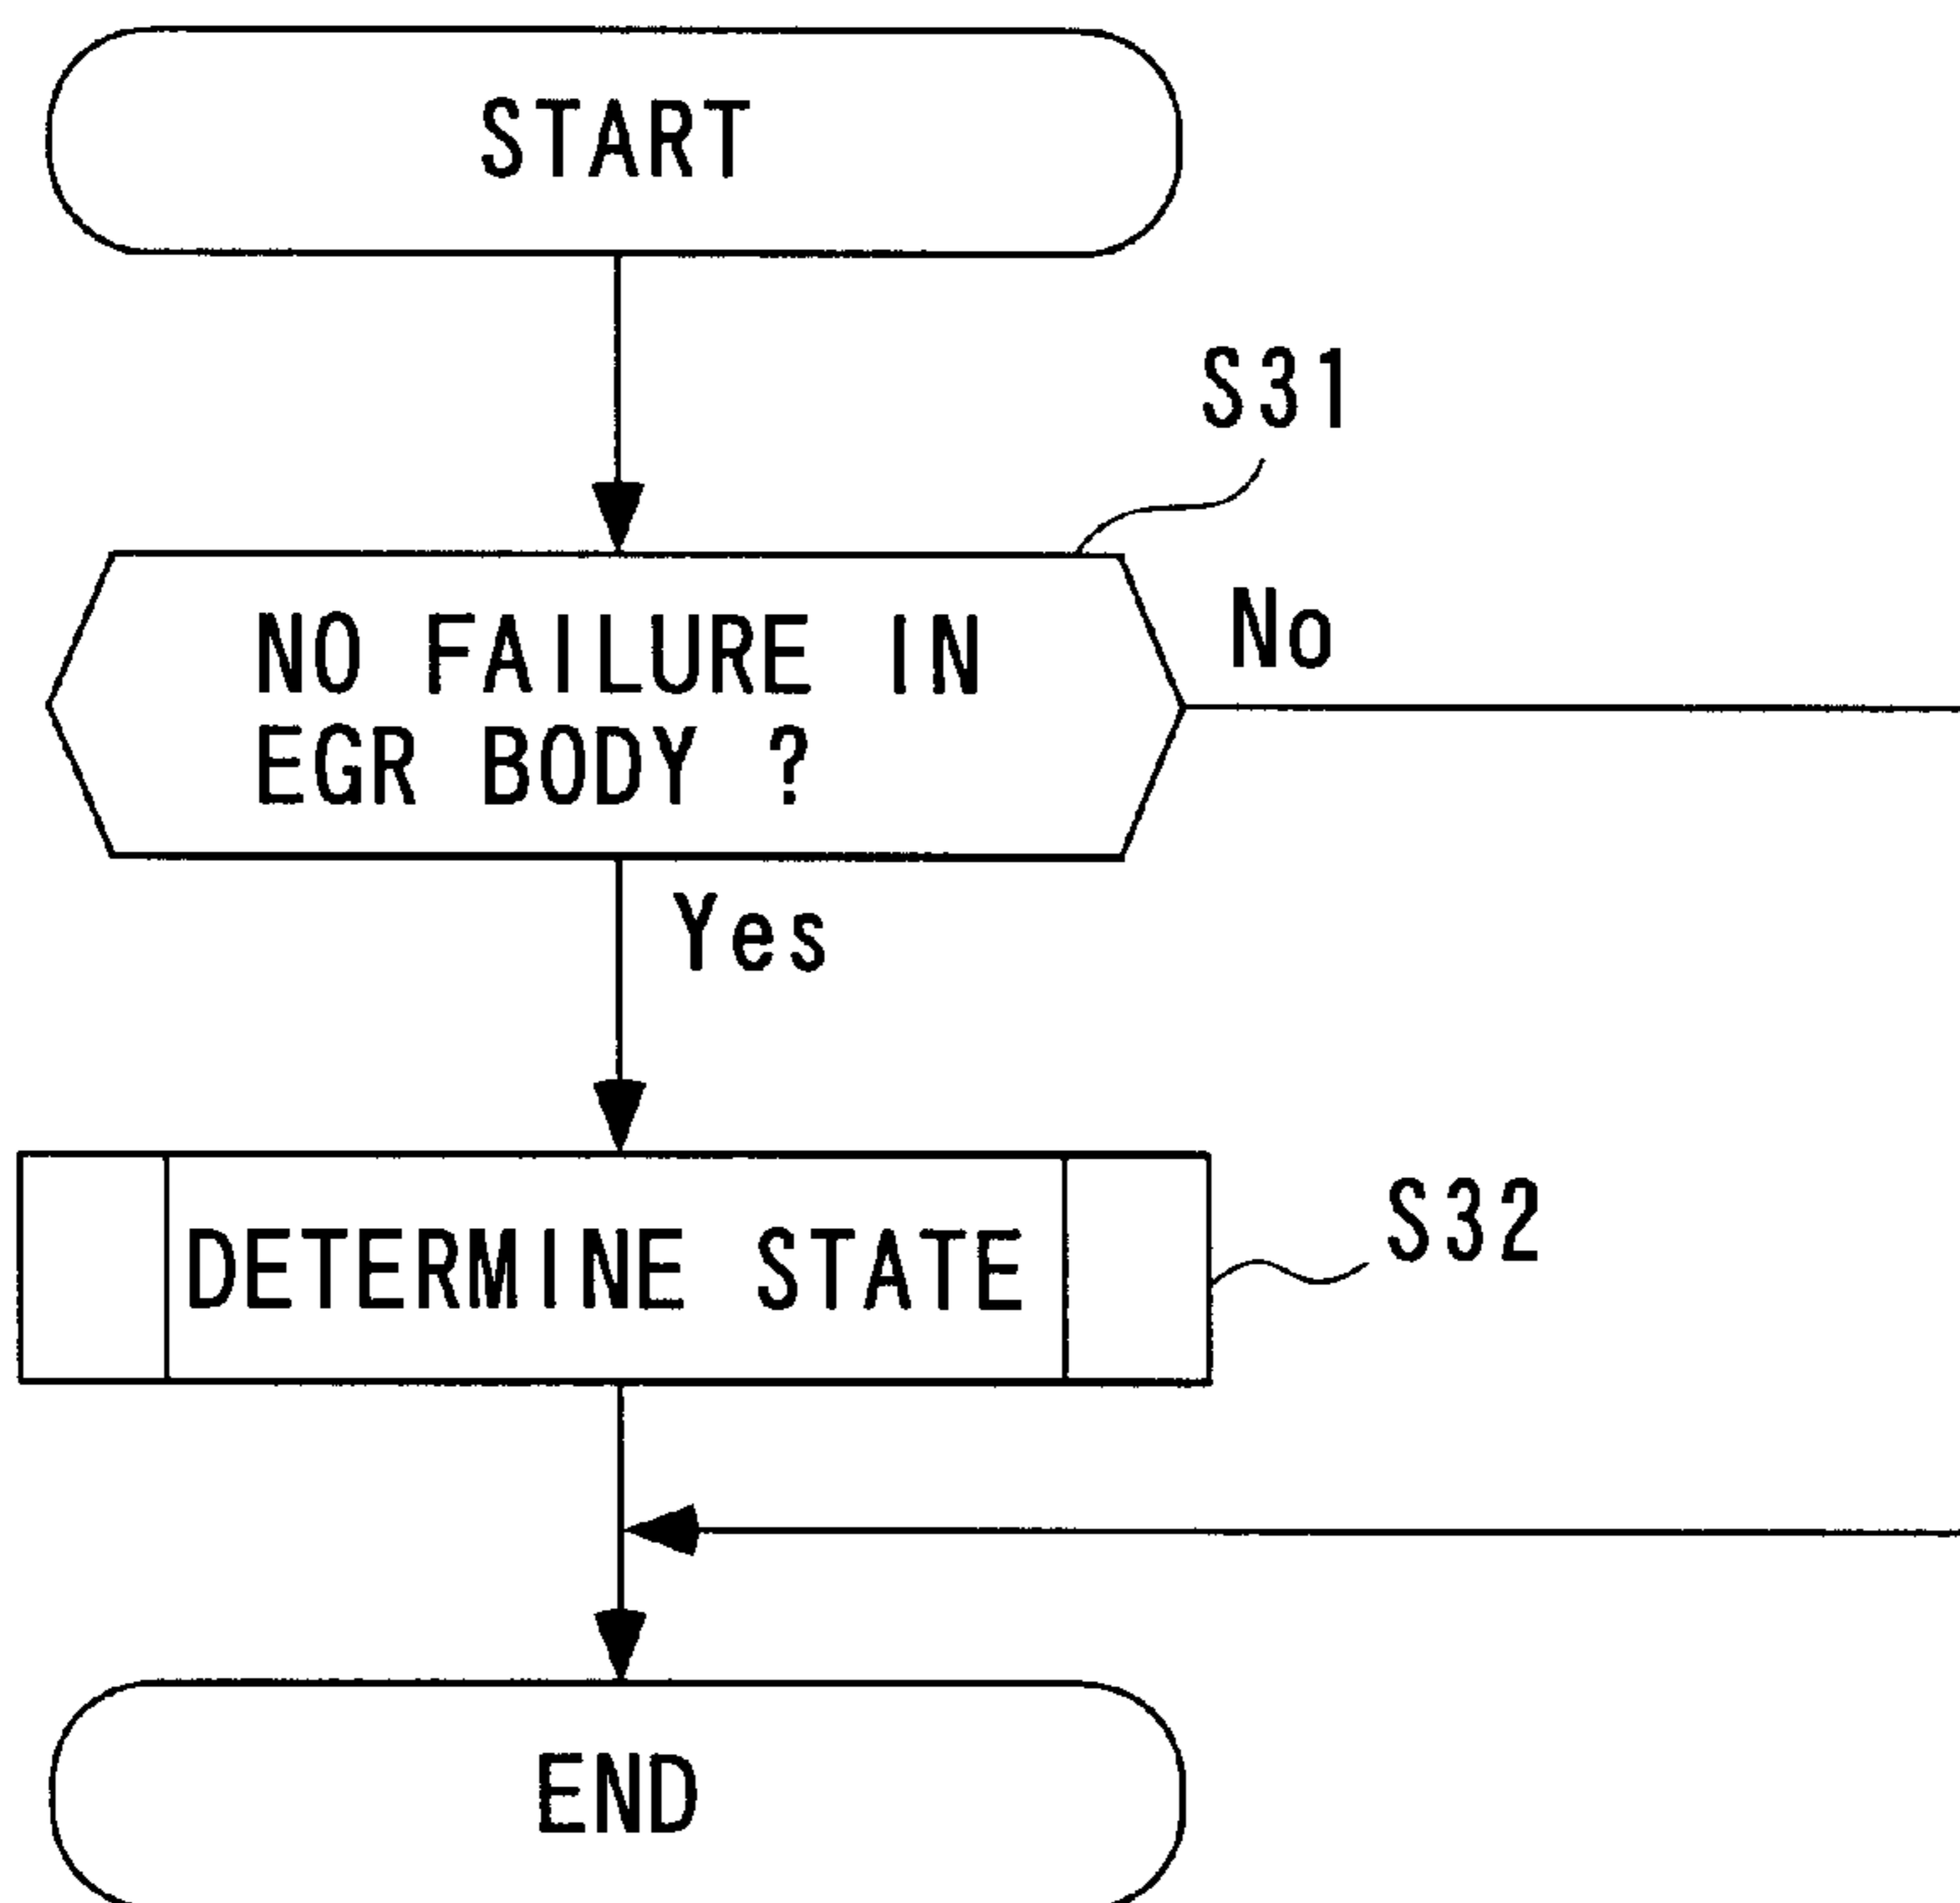 START
S31
NO FAILURE IN
EGR BODY ?
No
Yes
DETERMINE STATE
S32
END